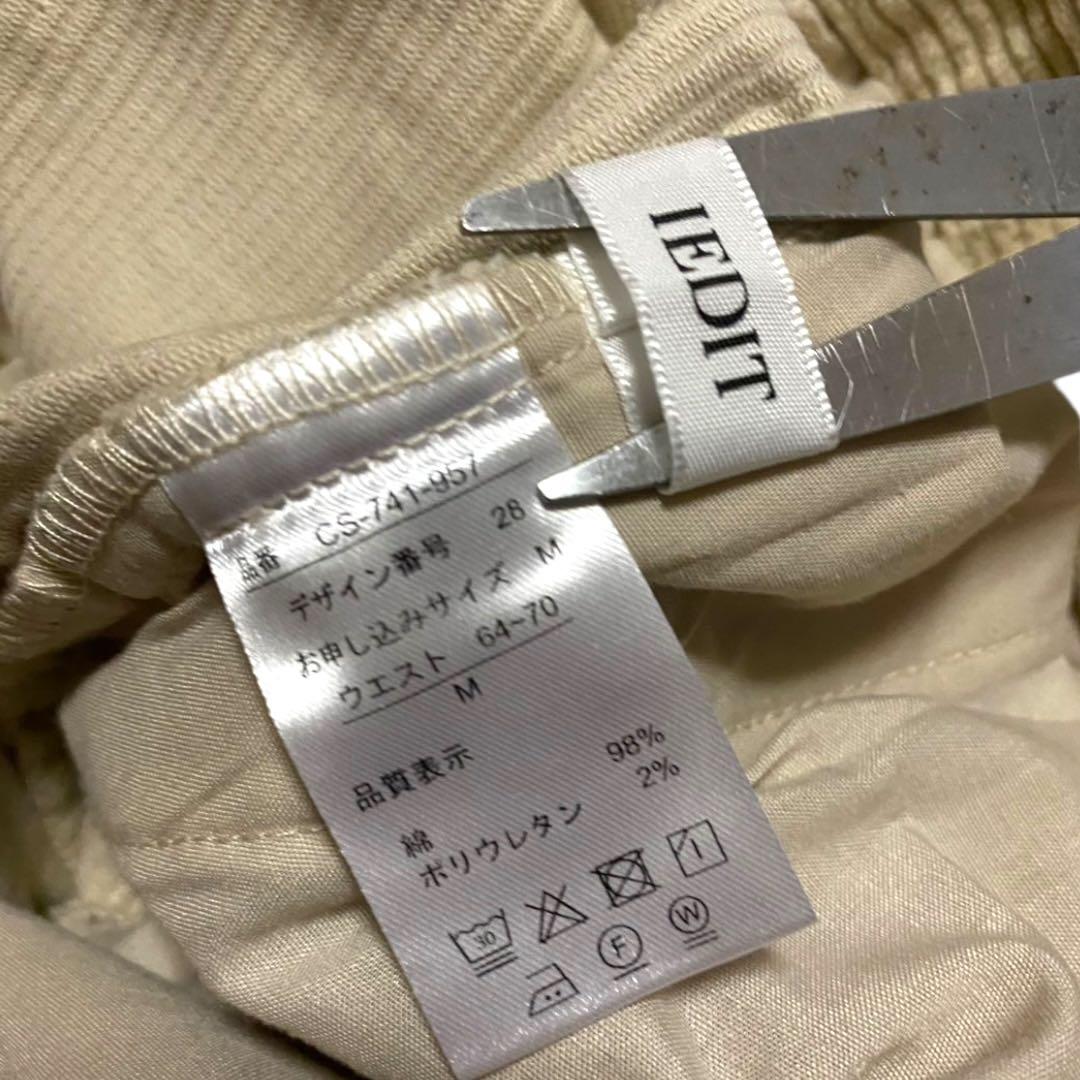 IEDIT
品番 CS-741-957
デザイン番号 28
お申し込みサイズ M
ウエスト 64~70
M
品質表示
綿 98%
ポリウレタン 2%
30
F
W